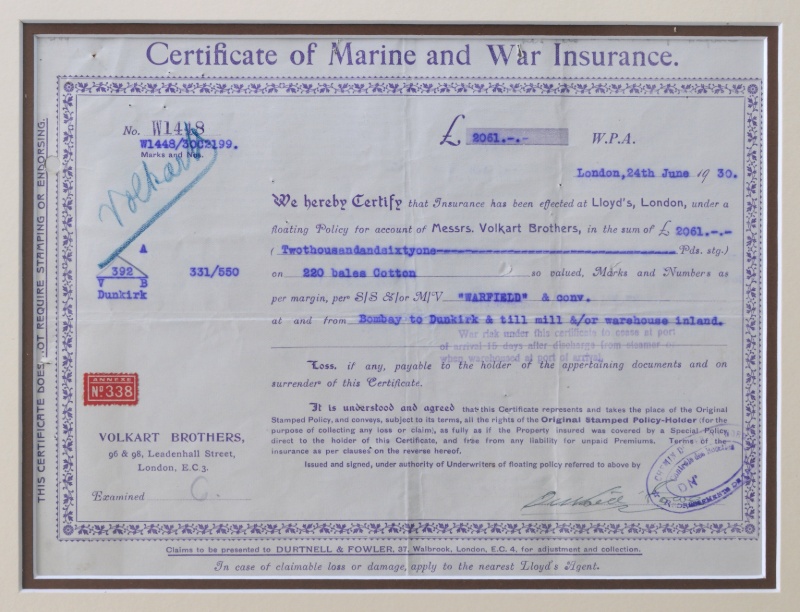 Certificate of Marine and War Insurance.
THIS CERTIFICATE DOES NOT REQUIRE STAMPING OR ENDORSING.
No. W1448
W1448/3002199.
Marks and Nos.
Volkart
£ 2061.-.- W.P.A.
London, 24th June 19 30.
We hereby Certify that Insurance has been effected at Lloyd's, London, under a
floating Policy for account of Messrs. Volkart Brothers, in the sum of £ 2061.-.-
( Twothousandandsixtyone Pds. stg.)
on 220 bales Cotton so valued, Marks and Numbers as
per margin, per S/S &/or M/V "WARFIELD" & conv.
at and from Bombay to Dunkirk & till mill &/or warehouse inland.
War risk under this certificate to cease at port
of arrival 15 days after discharge from steamer or
when warehoused at port of arrival.
A
392 331/550
V B
Dunkirk
Loss, if any, payable to the holder of the appertaining documents and on
surrender of this Certificate.
It is understood and agreed that this Certificate represents and takes the place of the Original
Stamped Policy, and conveys, subject to its terms, all the rights of the Original Stamped Policy-Holder (for the
purpose of collecting any loss or claim), as fully as if the Property insured was covered by a Special Policy
direct to the holder of this Certificate, and free from any liability for unpaid Premiums. Terms of the
insurance as per clauses on the reverse hereof.
Issued and signed, under authority of Underwriters of floating policy referred to above by
ANNEXE
No 338
VOLKART BROTHERS,
96 & 98, Leadenhall Street,
London, E.C.3.
Examined C.
Claims to be presented to DURTNELL & FOWLER, 37, Walbrook, London, E.C. 4, for adjustment and collection.
In case of claimable loss or damage, apply to the nearest Lloyd's Agent.